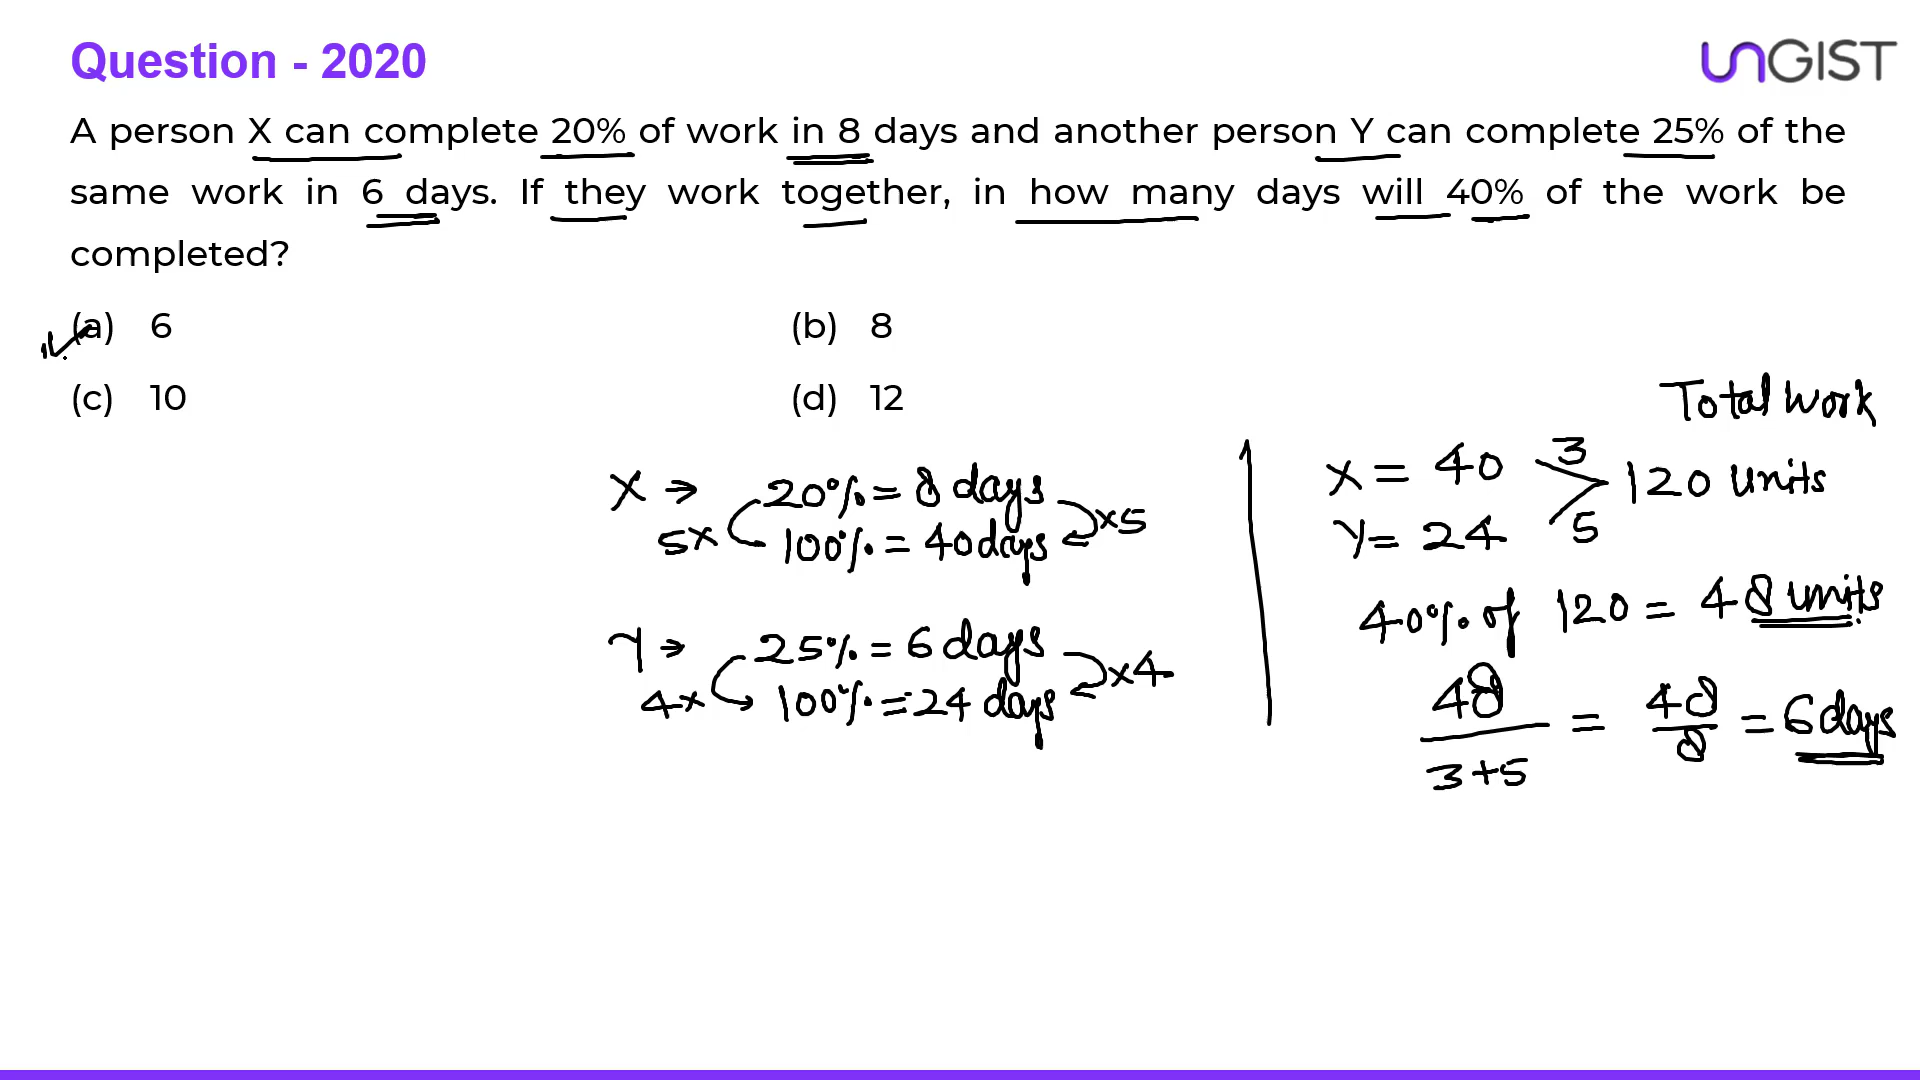 Question - 2020
UNGIST
A person X can complete 20% of work in 8 days and another person Y can complete 25% of the
same work in 6 days. If they work together, in how many days will 40% of the work be
completed?
(a) 6
(b) 8
(c) 10
(d) 12
X → 20% = 8 days
5x 100% = 40 days x5
Y → 25% = 6 days
4x 100% = 24 days x4
Total work
X = 40 3
120 units
Y = 24 5
40% of 120 = 48 units
48 / 3+5 = 48 / 8 = 6 days